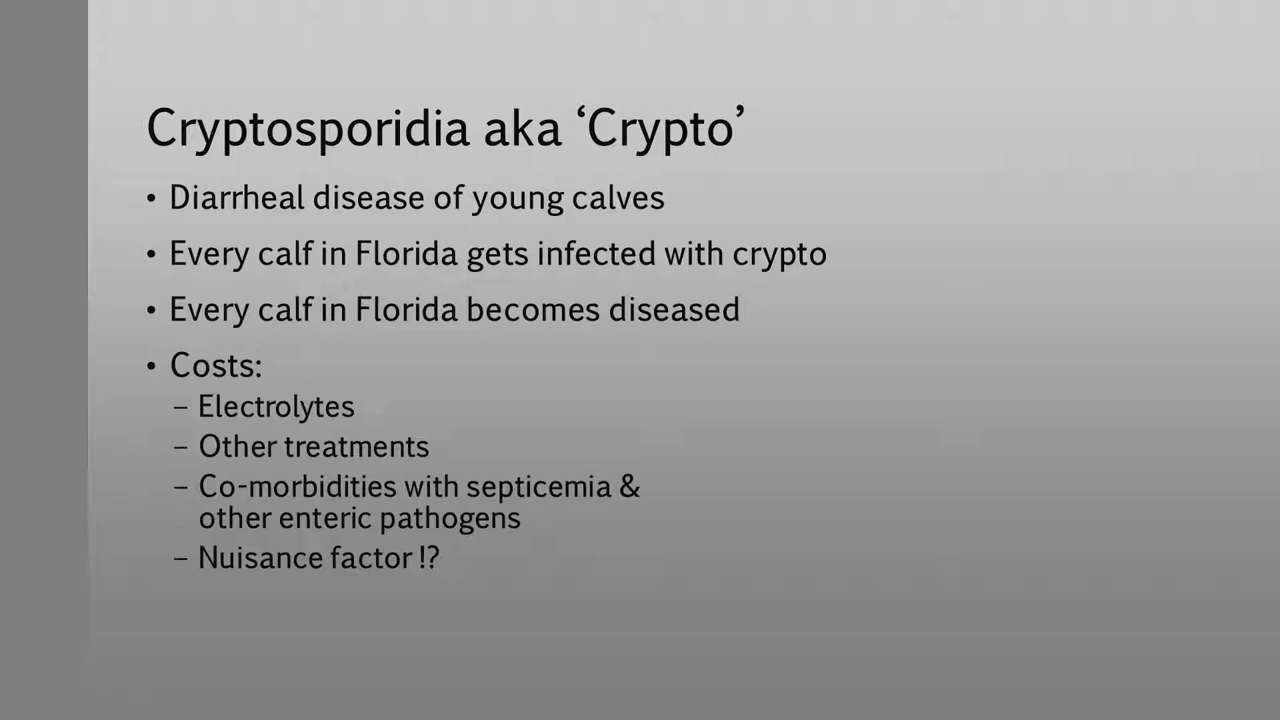 Cryptosporidia aka ‘Crypto’
• Diarrheal disease of young calves
• Every calf in Florida gets infected with crypto
• Every calf in Florida becomes diseased
• Costs:
– Electrolytes
– Other treatments
– Co-morbidities with septicemia &
other enteric pathogens
– Nuisance factor !?